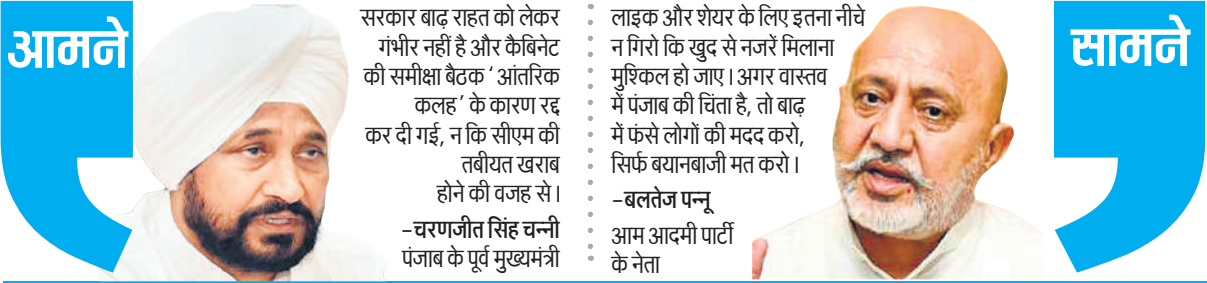 आमने
सरकार बाढ़ राहत को लेकर
गंभीर नहीं है और कैबिनेट
की समीक्षा बैठक ‘ आंतरिक
कलह’ के कारण रद्द
कर दी गई, न कि सीएम की
तबीयत खराब
होने की वजह से।
–चरणजीत सिंह चन्नी
पंजाब के पूर्व मुख्यमंत्री
लाइक और शेयर के लिए इतना नीचे
न गिरो कि खुद से नजरें मिलाना
मुश्किल हो जाए। अगर वास्तव
में पंजाब की चिंता है, तो बाढ़
में फंसे लोगों की मदद करो,
सिर्फ बयानबाजी मत करो।
–बलतेज पन्नू
आम आदमी पार्टी
के नेता
सामने